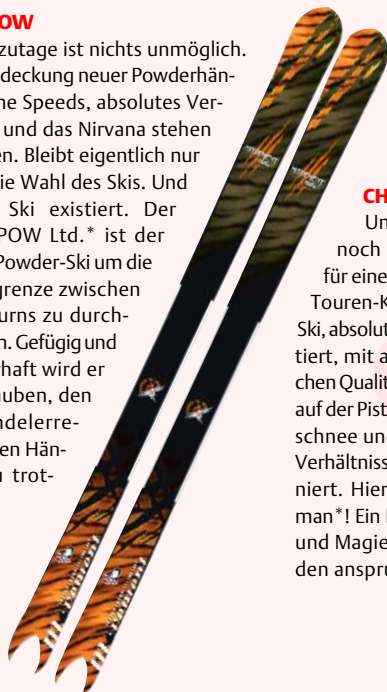 OW
zutage ist nichts unmöglich.
deckung neuer Powderhän-
ne Speeds, absolutes Ver-
und das Nirvana stehen
en. Bleibt eigentlich nur
ie Wahl des Skis. Und
Ski existiert. Der
POW Ltd.* ist der
Powder-Ski um die
grenze zwischen
urns zu durch-
n. Gefügig und
rhaft wird er
auben, den
ndelerre-
en Hän-
u trot-
CH
Un
noch
für eine
Touren-K
Ski, absolut
tiert, mit a
chen Qualit
auf der Pist
schnee und
Verhältniss
niert. Hier
man*! Ein
und Magie
den anspru